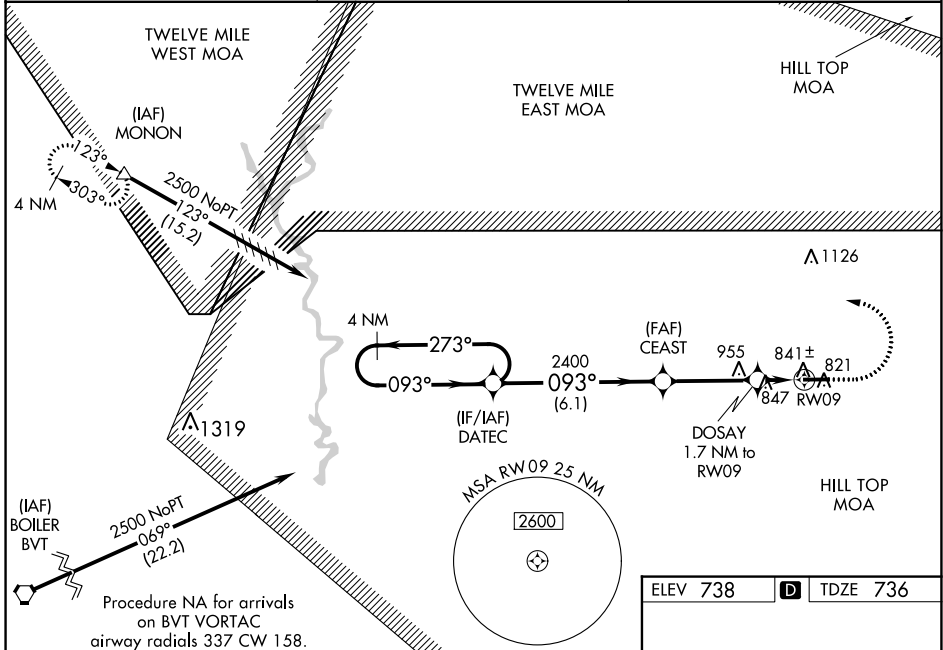 TWELVE MILE
WEST MOA
HILL TOP
MOA
TWELVE MILE
EAST MOA
(IAF)
MONON
123°
303°
4 NM
2500 NoPT
123°
(15.2)
1126
4 NM
273°
093°
2400
093°
(6.1)
(FAF)
CEAST
955
841±
821
847
RW09
(IF/IAF)
DATEC
DOSAY
1.7 NM to
RW09
1319
MSA RW09 25 NM
2600
HILL TOP
MOA
(IAF)
BOILER
BVT
2500 NoPT
069°
(22.2)
Procedure NA for arrivals
on BVT VORTAC
airway radials 337 CW 158.
ELEV 738 D TDZE 736